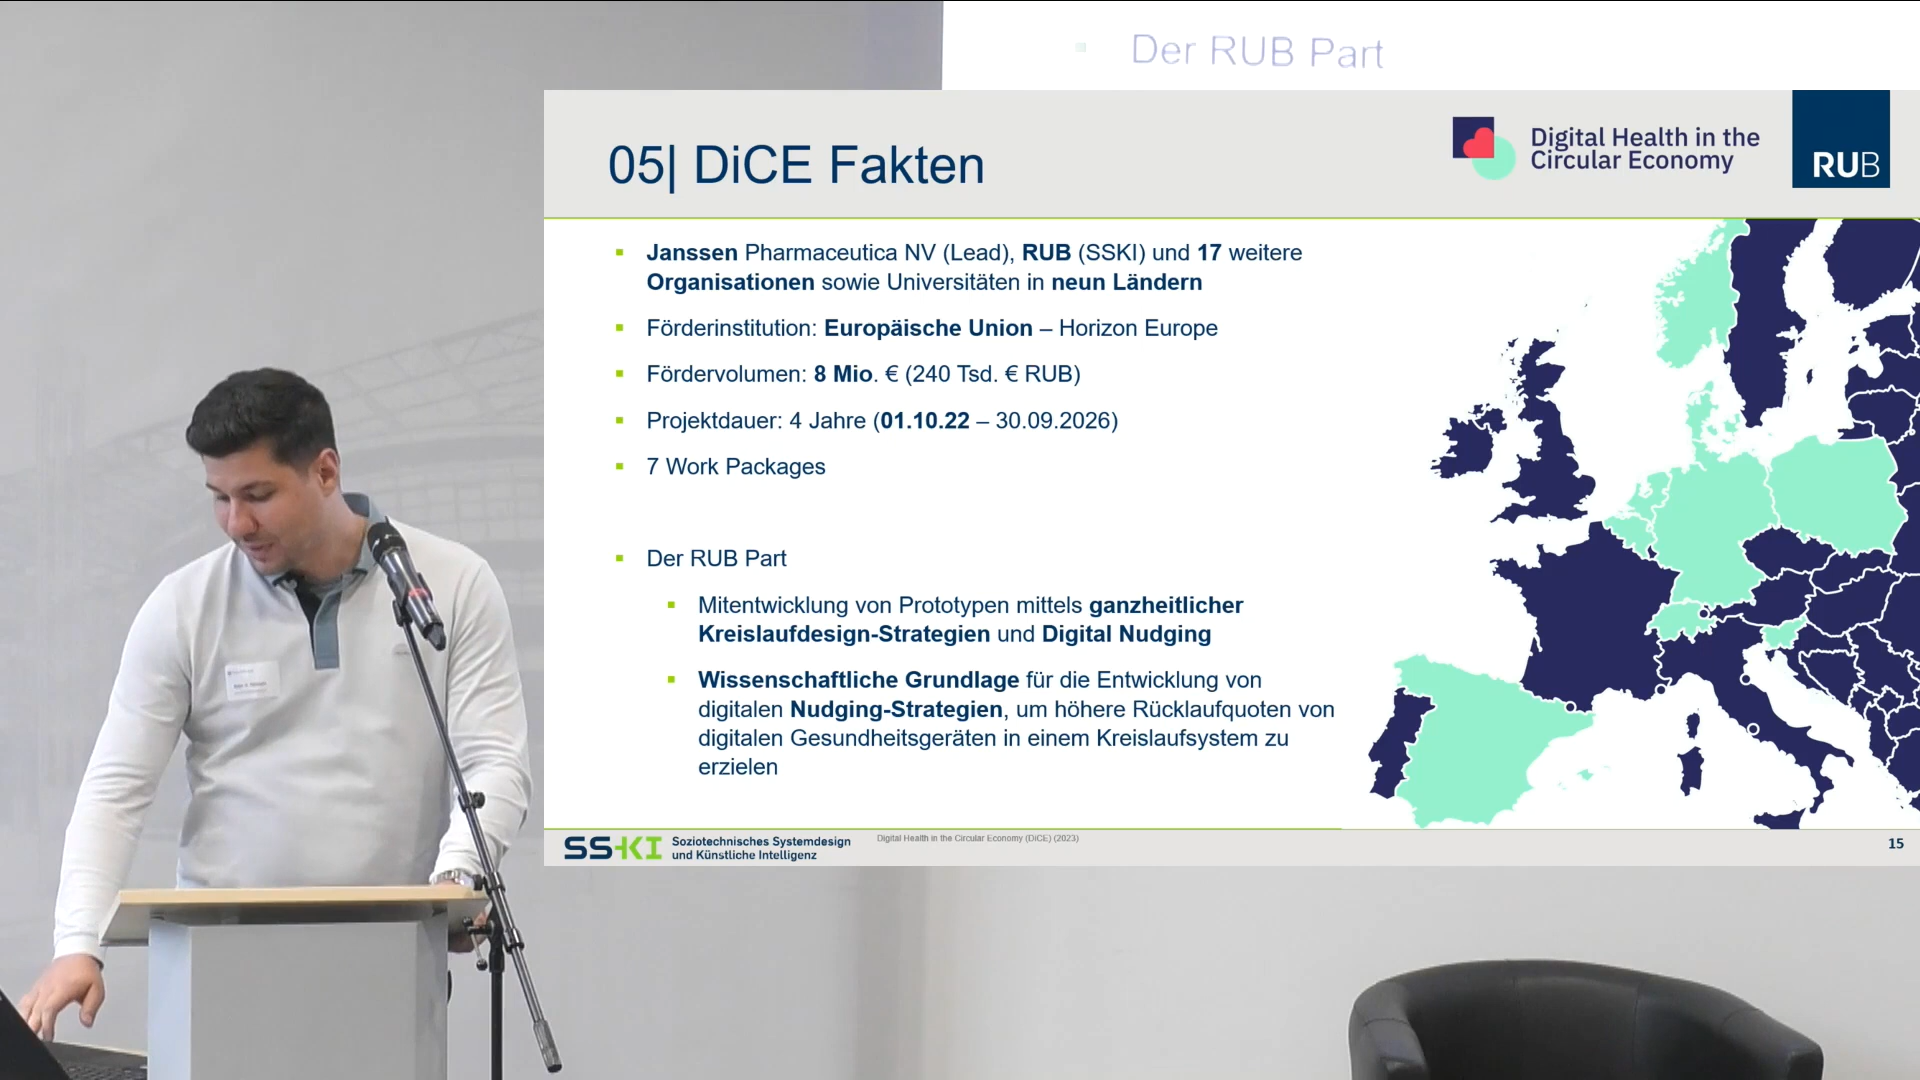 Der RUB Part
05| DiCE Fakten
Digital Health in the
Circular Economy
RUB
Janssen Pharmaceutica NV (Lead), RUB (SSKI) und 17 weitere
Organisationen sowie Universitäten in neun Ländern
Förderinstitution: Europäische Union – Horizon Europe
Fördervolumen: 8 Mio. € (240 Tsd. € RUB)
Projektdauer: 4 Jahre (01.10.22 – 30.09.2026)
7 Work Packages
Der RUB Part
Mitentwicklung von Prototypen mittels ganzheitlicher
Kreislaufdesign-Strategien und Digital Nudging
Wissenschaftliche Grundlage für die Entwicklung von
digitalen Nudging-Strategien, um höhere Rücklaufquoten von
digitalen Gesundheitsgeräten in einem Kreislaufsystem zu
erzielen
SSKI
Soziotechnisches Systemdesign
und Künstliche Intelligenz
Digital Health in the Circular Economy (DiCE) (2023)
15